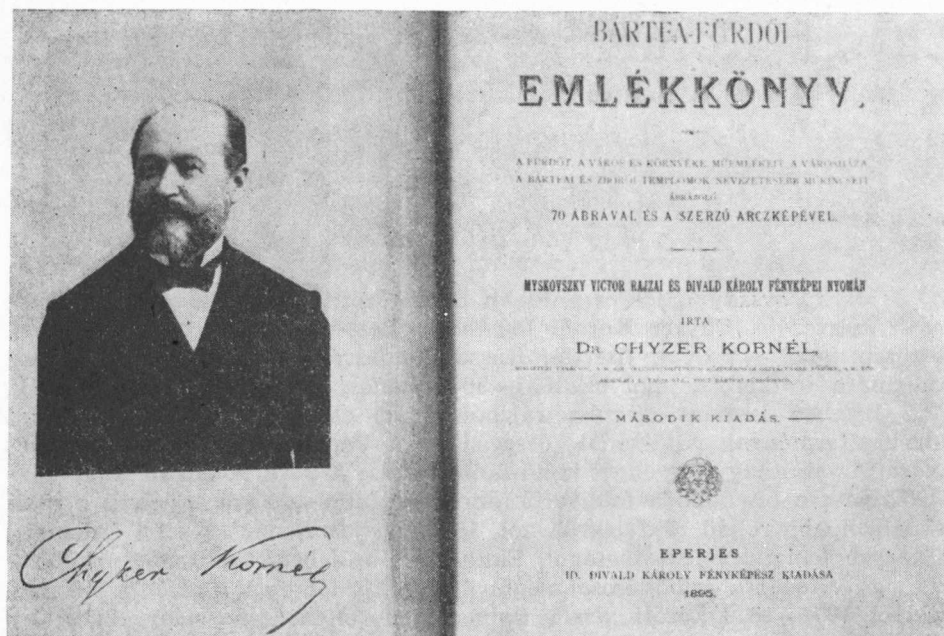 Chyzer Kornél
BÁRTFA-FÜRDŐI
EMLÉKKÖNYV.
A FÜRDŐT, A VÁROS ÉS KÖRNYÉKE MŰEMLÉKEIT, A VÁROSHÁZA,
A BÁRTFAI ÉS ZBORÓI TEMPLOMOK NEVEZETESEBB MŰKINCSEIT
ÁBRÁZOLÓ
70 ÁBRÁVAL ÉS A SZERZŐ ARCZKÉPÉVEL.
MYSKOVSZKY VICTOR RAJZAI ÉS DIVALD KÁROLY FÉNYKÉPEI NYOMÁN
IRTA
DR. CHYZER KORNÉL,
MÁSODIK KIADÁS.
EPERJES
ID. DIVALD KÁROLY FÉNYKÉPÉSZ KIADÁSA
1895.